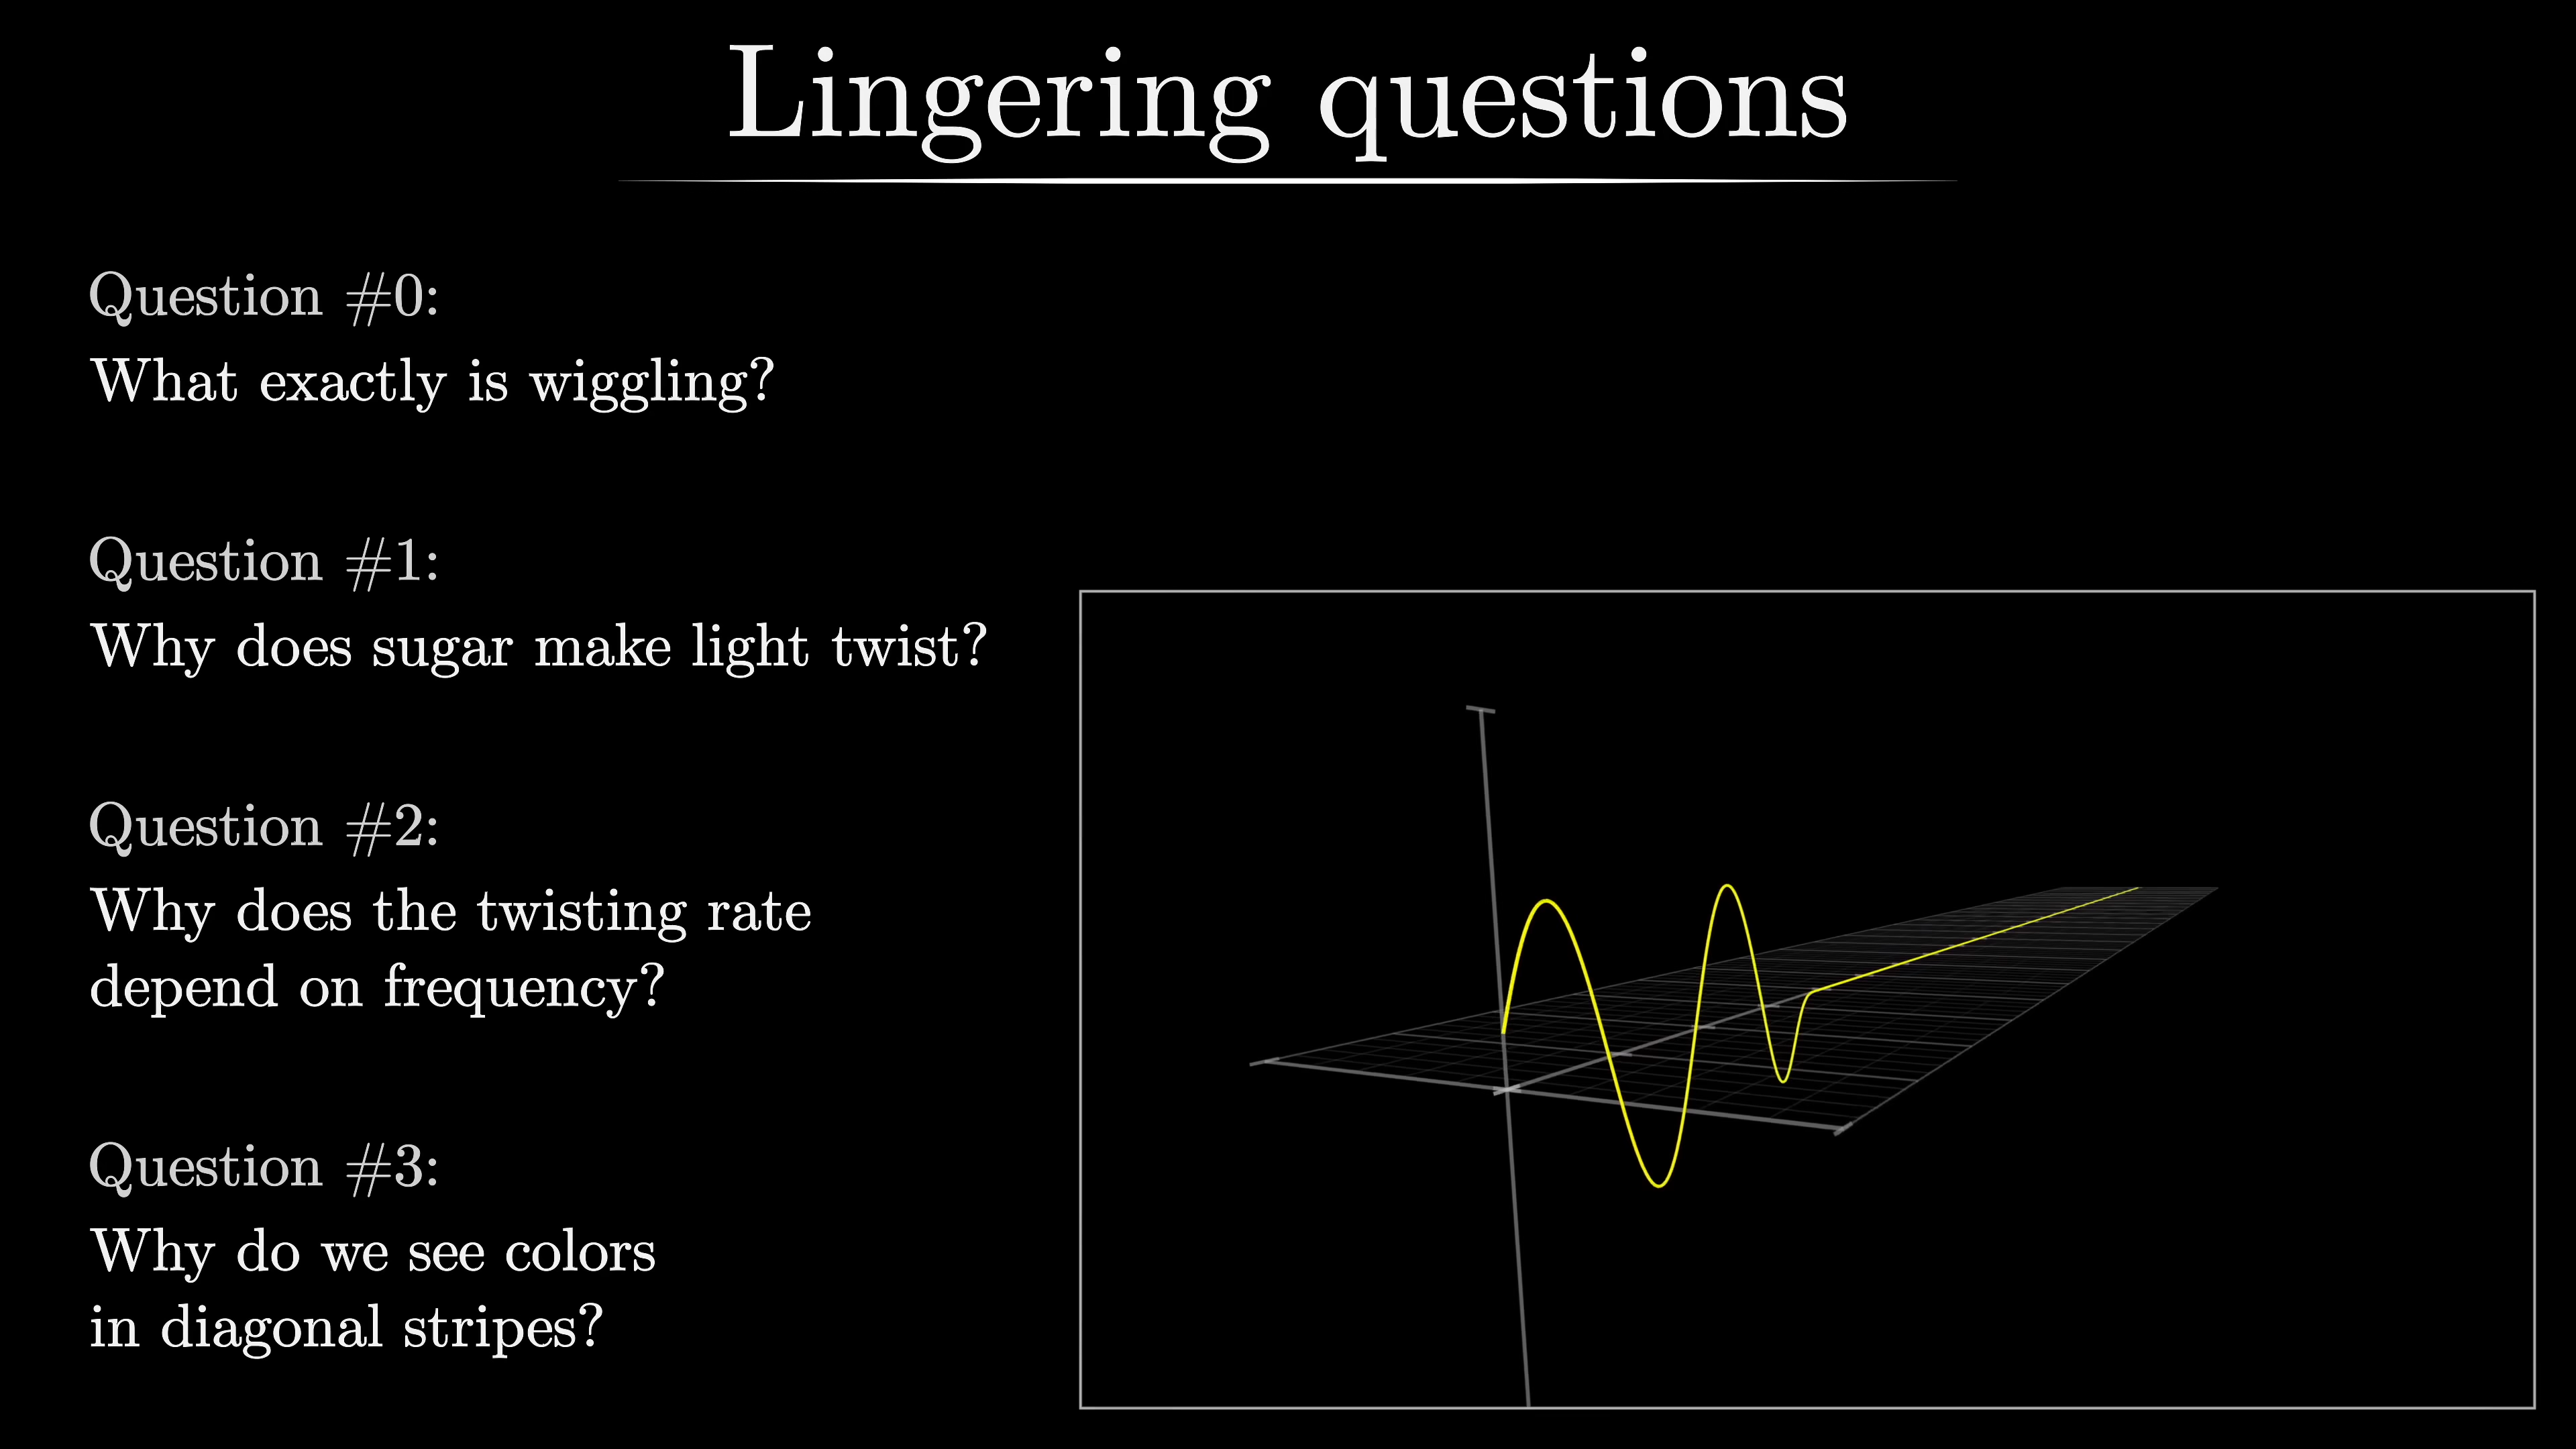 Lingering questions
Question #0:
What exactly is wiggling?
Question #1:
Why does sugar make light twist?
Question #2:
Why does the twisting rate
depend on frequency?
Question #3:
Why do we see colors
in diagonal stripes?